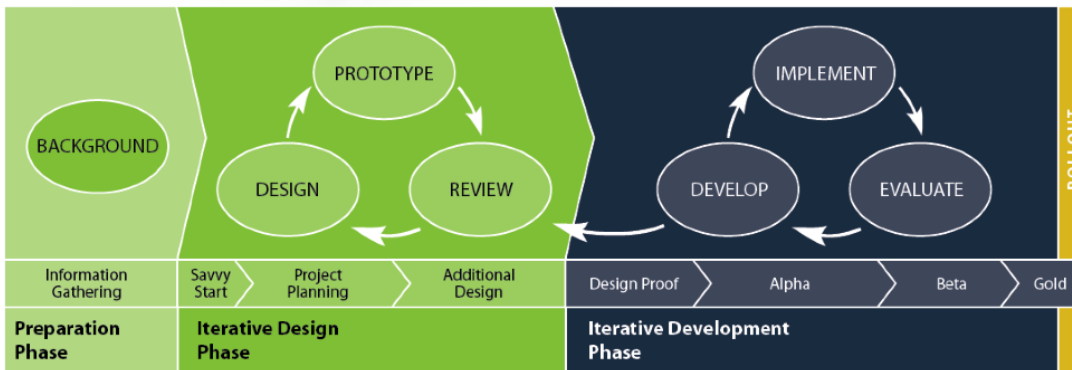 BACKGROUND
PROTOTYPE
DESIGN
REVIEW
IMPLEMENT
DEVELOP
EVALUATE
ROLLOUT
Information
Gathering
Savvy
Start
Project
Planning
Additional
Design
Design Proof
Alpha
Beta
Gold
Preparation
Phase
Iterative Design
Phase
Iterative Development
Phase